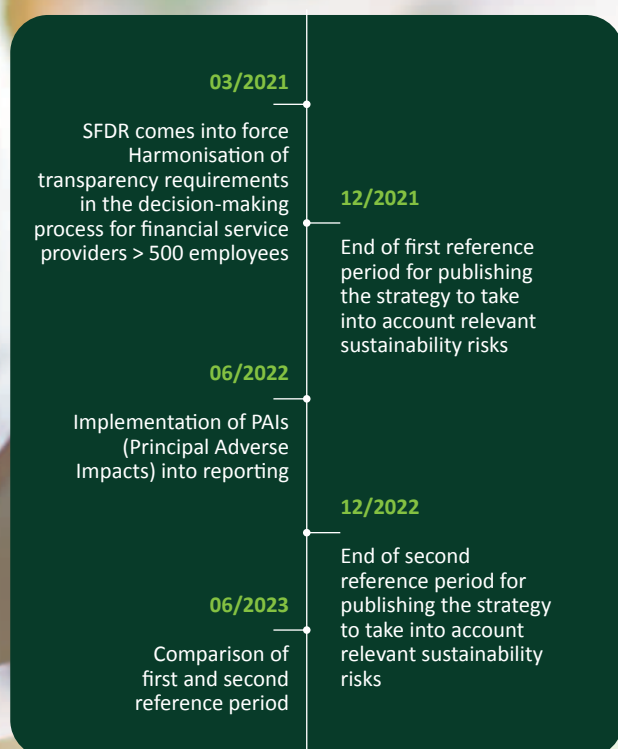 03/2021
SFDR comes into force
Harmonisation of
transparency requirements
in the decision-making
process for financial service
providers > 500 employees
12/2021
End of first reference
period for publishing
the strategy to take
into account relevant
sustainability risks
06/2022
Implementation of PAIs
(Principal Adverse
Impacts) into reporting
12/2022
End of second
reference period for
publishing the strategy
to take into account
relevant sustainability
risks
06/2023
Comparison of
first and second
reference period